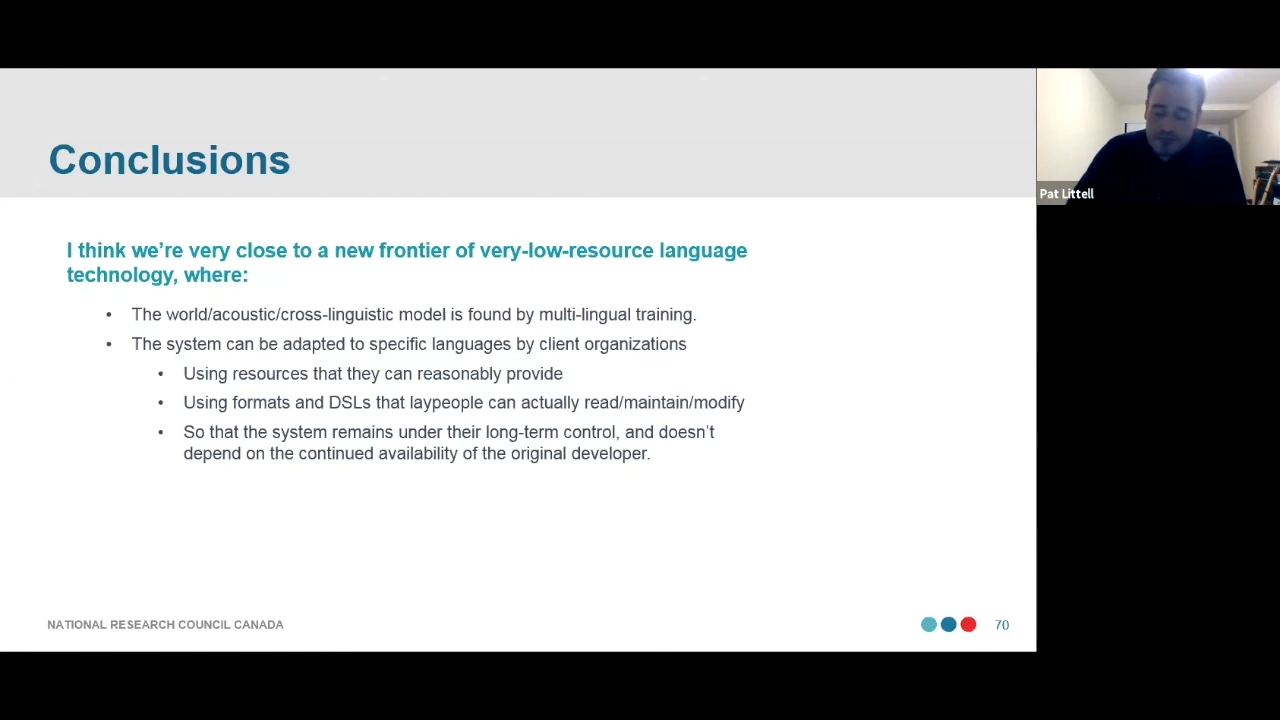 Conclusions
I think we're very close to a new frontier of very-low-resource language
technology, where:
• The world/acoustic/cross-linguistic model is found by multi-lingual training.
• The system can be adapted to specific languages by client organizations
• Using resources that they can reasonably provide
• Using formats and DSLs that laypeople can actually read/maintain/modify
• So that the system remains under their long-term control, and doesn't
depend on the continued availability of the original developer.
NATIONAL RESEARCH COUNCIL CANADA
70
Pat Littell